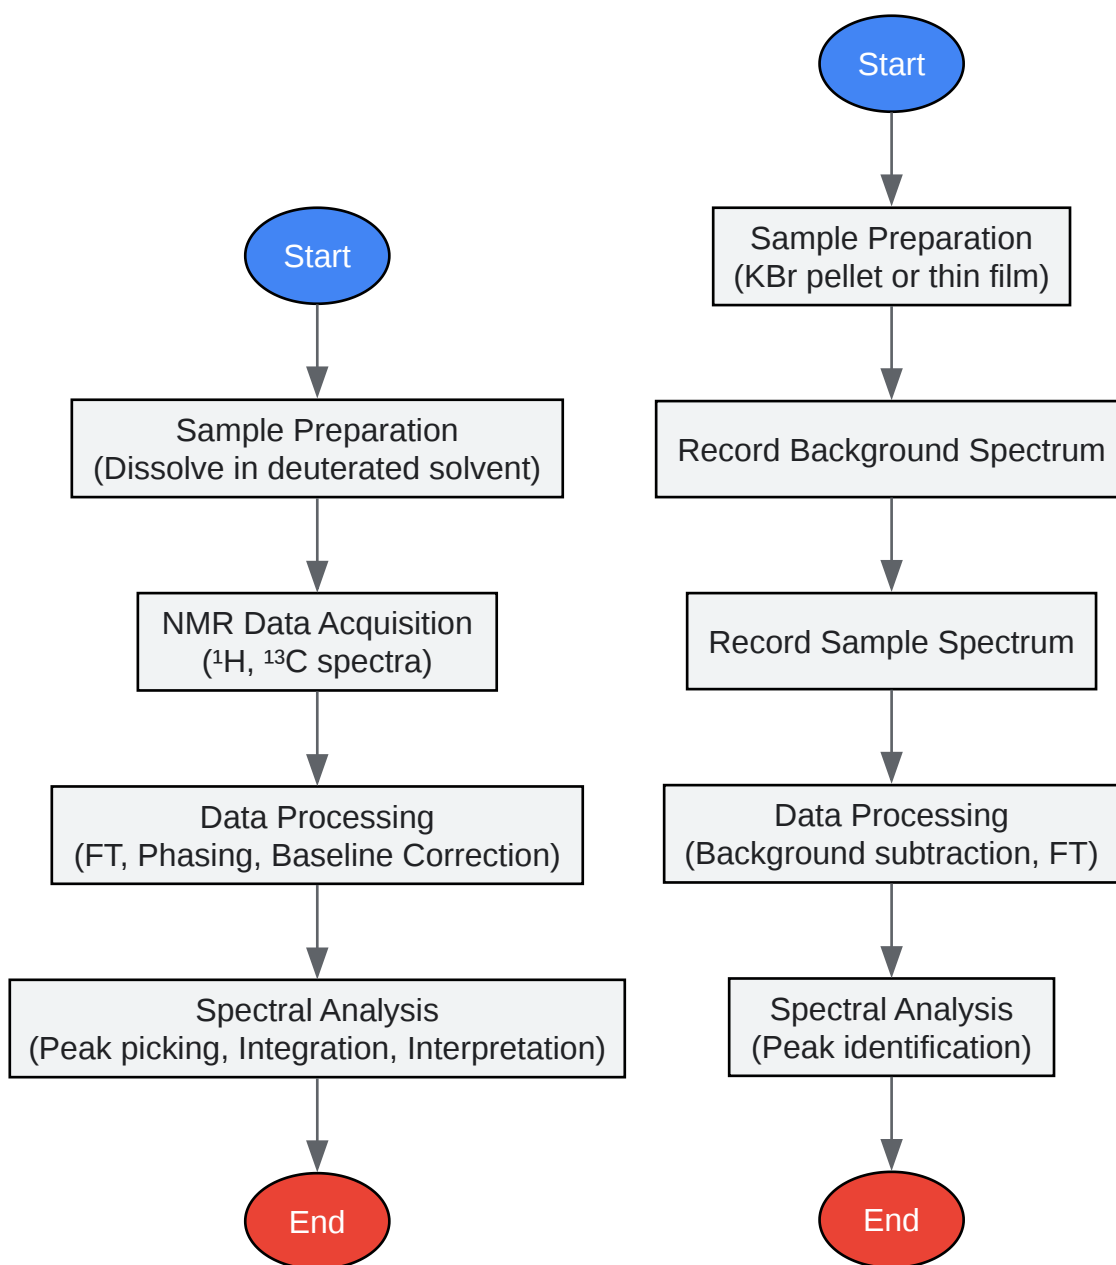 Start
Sample Preparation
(Dissolve in deuterated solvent)
NMR Data Acquisition
(¹H, ¹³C spectra)
Data Processing
(FT, Phasing, Baseline Correction)
Spectral Analysis
(Peak picking, Integration, Interpretation)
End
Start
Sample Preparation
(KBr pellet or thin film)
Record Background Spectrum
Record Sample Spectrum
Data Processing
(Background subtraction, FT)
Spectral Analysis
(Peak identification)
End